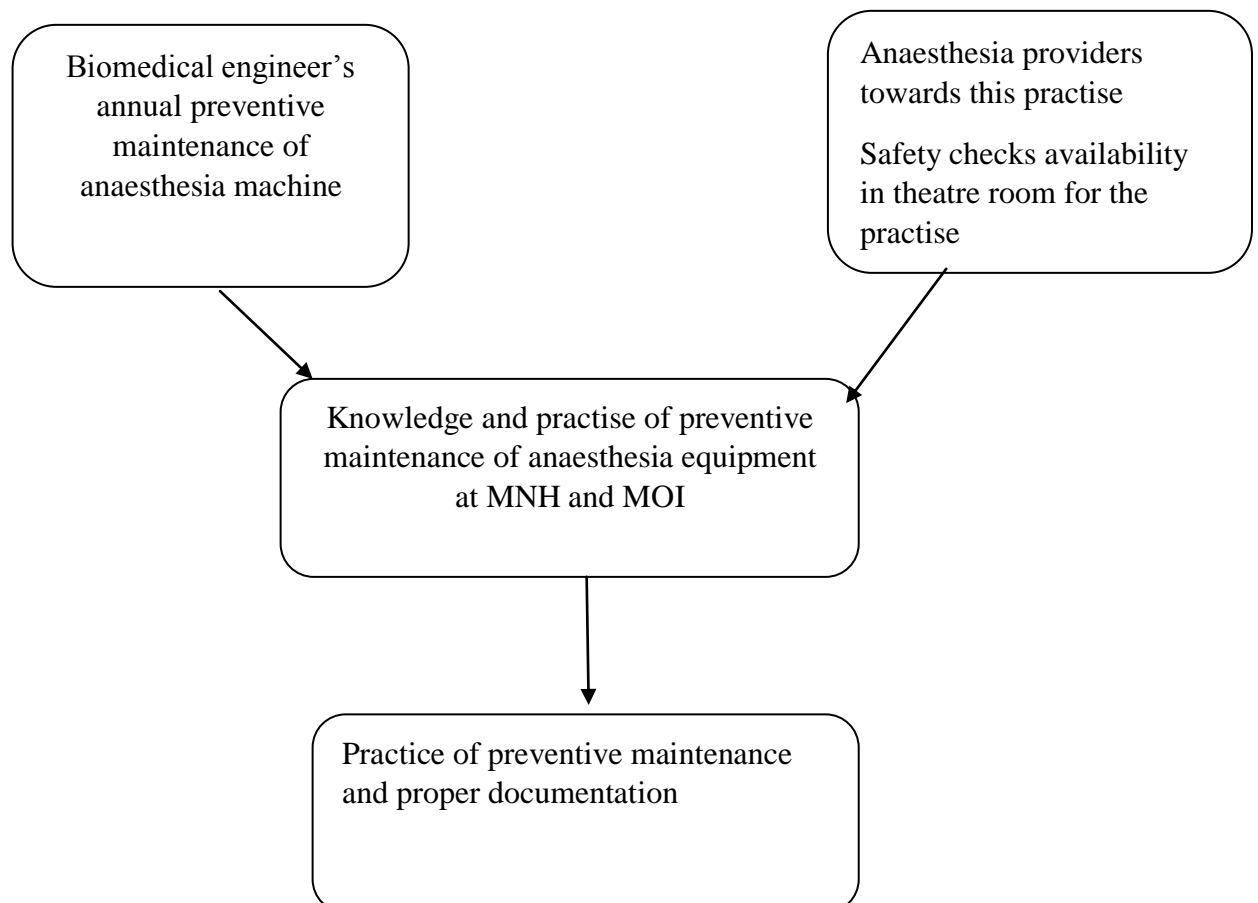 Biomedical engineer’s
annual preventive
maintenance of
anaesthesia machine
Anaesthesia providers
towards this practise
Safety checks availability
in theatre room for the
practise
Knowledge and practise of preventive
maintenance of anaesthesia equipment
at MNH and MOI
Practice of preventive maintenance
and proper documentation